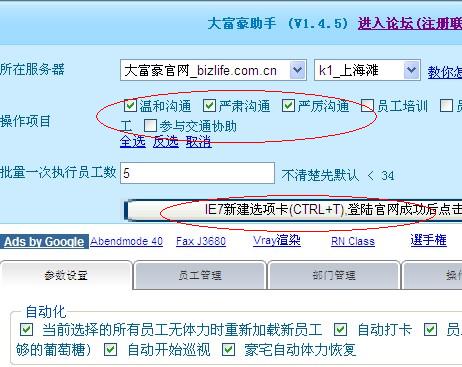 大富豪助手 (V1.4.5) 进入论坛(注册联
所在服务器 大富豪官网_bizlife.com.cn k1_上海滩 教你怎
操作项目 温和沟通 严肃沟通 严厉沟通 员工培训 员
工 参与交通协助
全选 反选 取消
批量一次执行员工数 5 不清楚先默认 < 34
IE7新建选项卡(CTRL+T),登陆官网成功后点击
Ads by Google Abendmode 40 Fax J3680 Vray渲染 RN Class 選手権
参数设置 员工管理 部门管理 操
自动化
当前选择的所有员工无体力时重新加载新员工 自动打卡 员
够的葡萄糖) 自动开始巡视 豪宅自动体力恢复